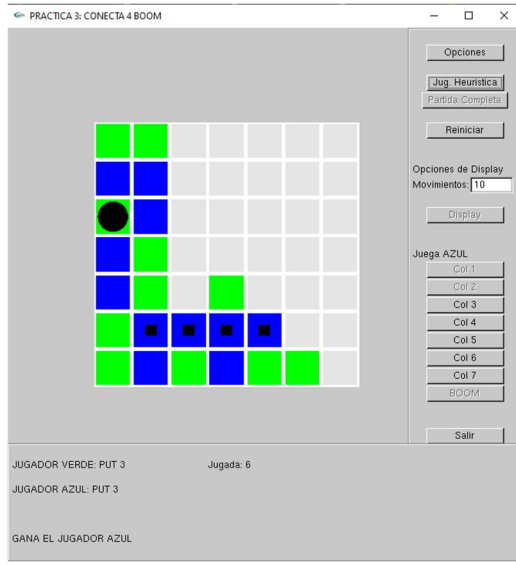 PRACTICA 3: CONECTA 4 BOOM
Opciones
Jug. Heuristica
Partida Completa
Reiniciar
Opciones de Display
Movimientos: 10
Display
Juega AZUL
Col 1
Col 2
Col 3
Col 4
Col 5
Col 6
Col 7
BOOM
Salir
JUGADOR VERDE: PUT 3 Jugada: 6
JUGADOR AZUL: PUT 3
GANA EL JUGADOR AZUL